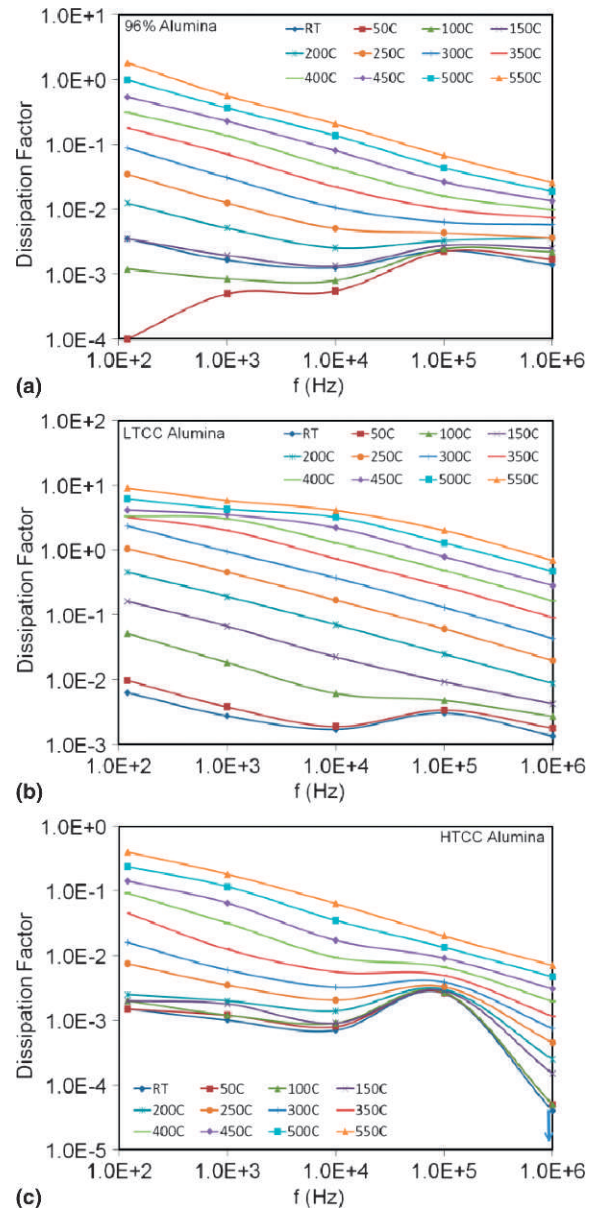 96% Alumina
RT 50C 100C 150C
200C 250C 300C 350C
400C 450C 500C 550C
1.0E+1
1.0E+0
1.0E-1
1.0E-2
1.0E-3
1.0E-4
Dissipation Factor
1.0E+2 1.0E+3 1.0E+4 1.0E+5 1.0E+6
f (Hz)
(a)
LTCC Alumina
RT 50C 100C 150C
200C 250C 300C 350C
400C 450C 500C 550C
1.0E+2
1.0E+1
1.0E+0
1.0E-1
1.0E-2
1.0E-3
Dissipation Factor
1.0E+2 1.0E+3 1.0E+4 1.0E+5 1.0E+6
f (Hz)
(b)
HTCC Alumina
1.0E+0
1.0E-1
1.0E-2
1.0E-3
1.0E-4
1.0E-5
Dissipation Factor
RT 50C 100C 150C
200C 250C 300C 350C
400C 450C 500C 550C
1.0E+2 1.0E+3 1.0E+4 1.0E+5 1.0E+6
f (Hz)
(c)